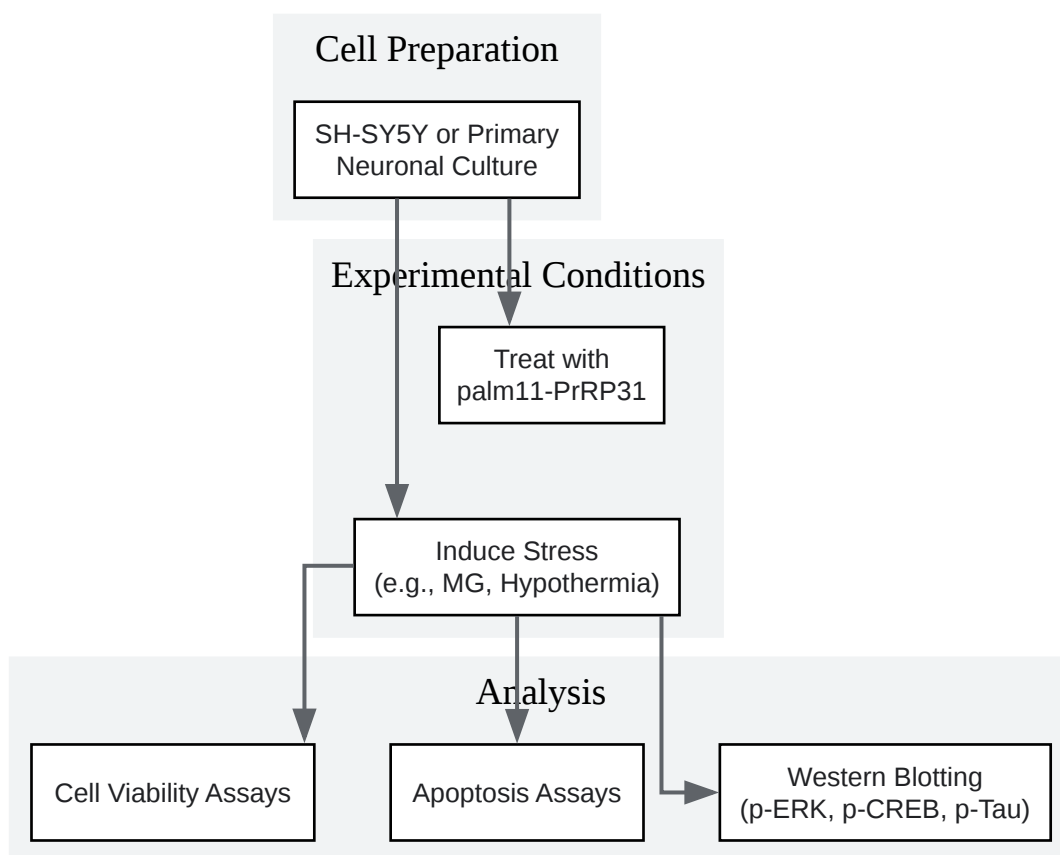 Cell Preparation
SH-SY5Y or Primary
Neuronal Culture
Experimental Conditions
Treat with
palm11-PrRP31
Induce Stress
(e.g., MG, Hypothermia)
Analysis
Cell Viability Assays
Apoptosis Assays
Western Blotting
(p-ERK, p-CREB, p-Tau)